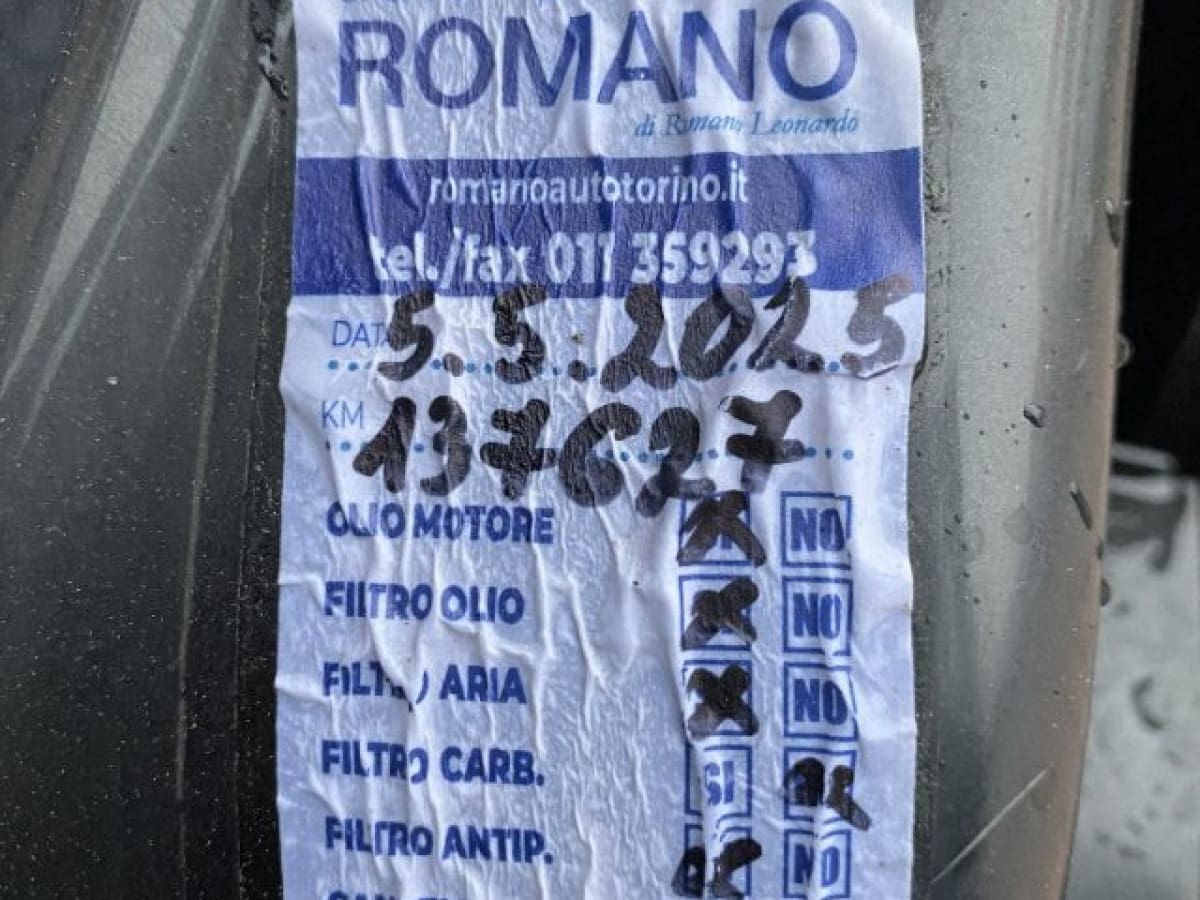 ROMANO
di Romano Leonardo
romanoautotorino.it
tel./fax 011 359293
DATA 5.5.2025
KM 137627
OLIO MOTORE X NO
FILTRO OLIO X NO
FILTRO ARIA X NO
FILTRO CARB. SI X
FILTRO ANTIP. X NO